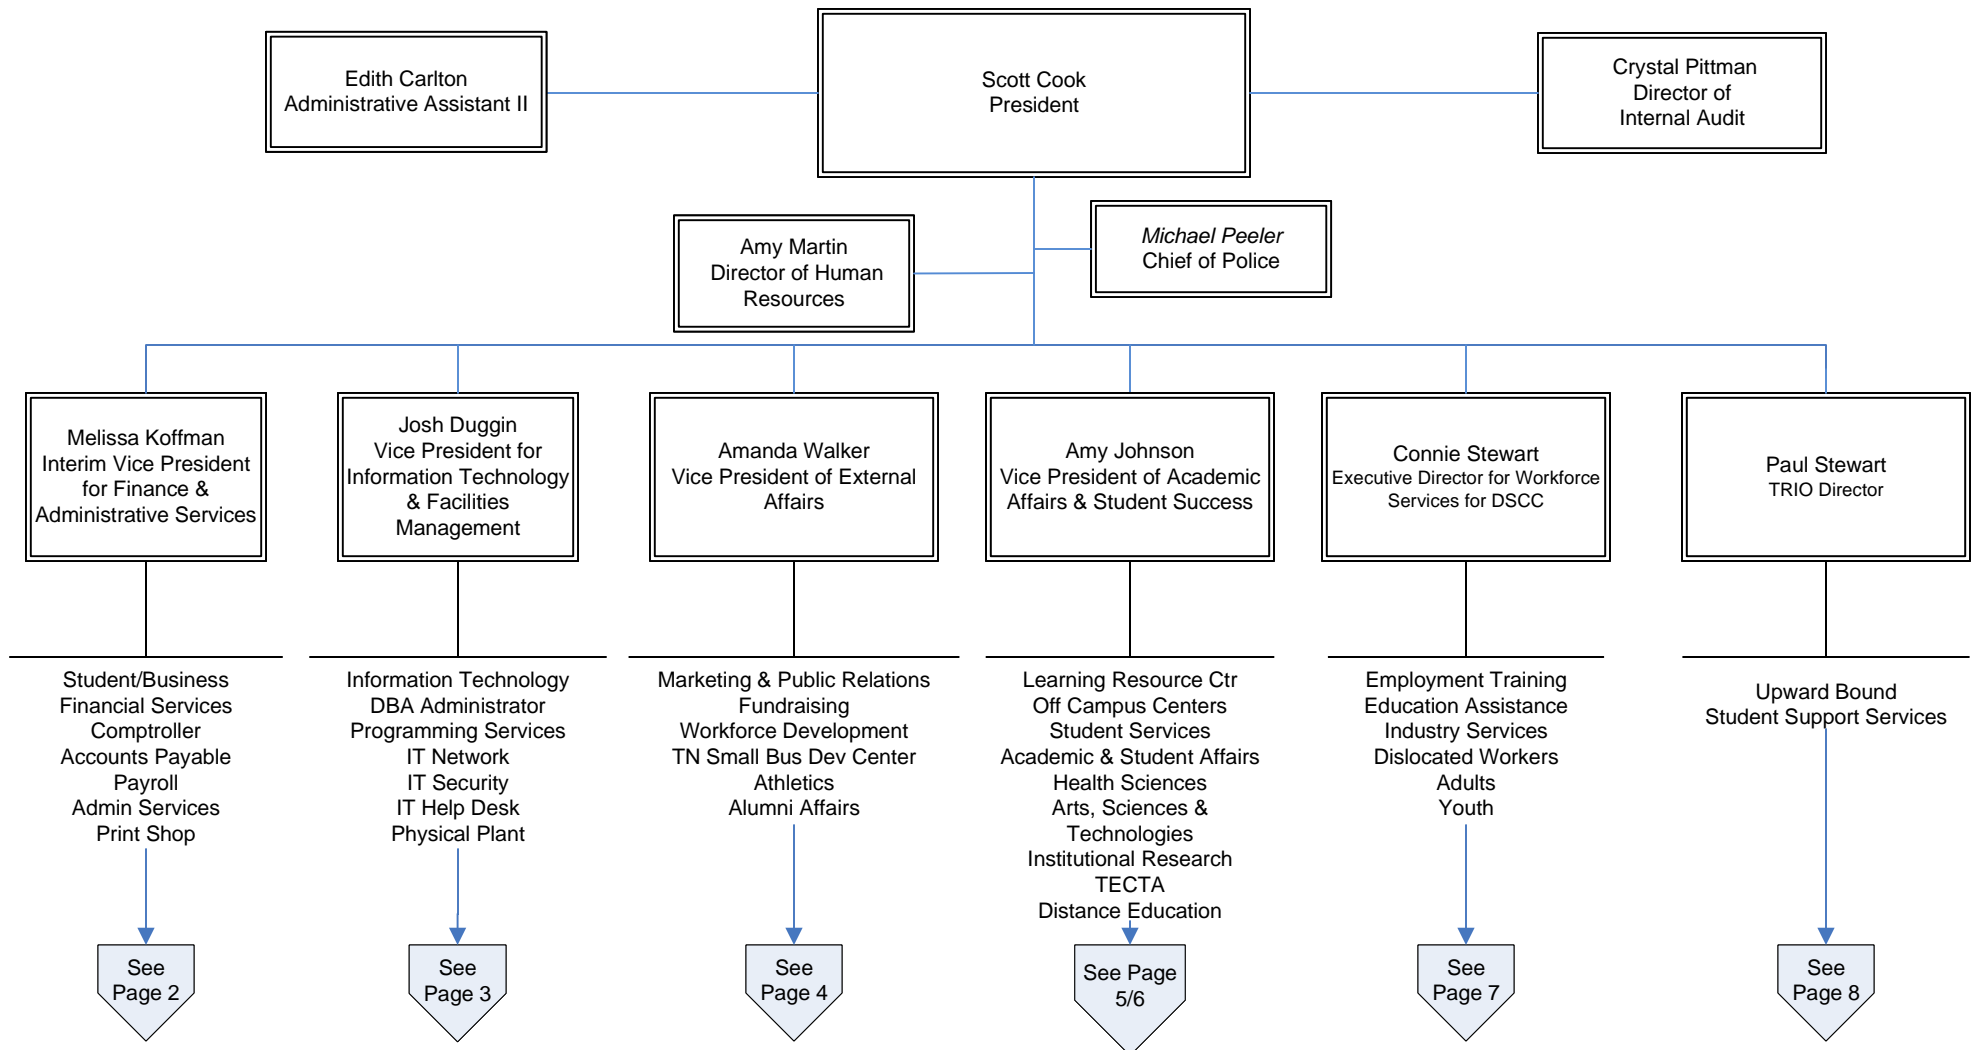 Edith Carlton
Administrative Assistant II
Scott Cook
President
Crystal Pittman
Director of
Internal Audit
Amy Martin
Director of Human
Resources
Michael Peeler
Chief of Police
Melissa Koffman
Interim Vice President
for Finance &
Administrative Services
Josh Duggin
Vice President for
Information Technology
& Facilities
Management
Amanda Walker
Vice President of External
Affairs
Amy Johnson
Vice President of Academic
Affairs & Student Success
Connie Stewart
Executive Director for Workforce
Services for DSCC
Paul Stewart
TRIO Director
Student/Business
Financial Services
Comptroller
Accounts Payable
Payroll
Admin Services
Print Shop
Information Technology
DBA Administrator
Programming Services
IT Network
IT Security
IT Help Desk
Physical Plant
Marketing & Public Relations
Fundraising
Workforce Development
TN Small Bus Dev Center
Athletics
Alumni Affairs
Learning Resource Ctr
Off Campus Centers
Student Services
Academic & Student Affairs
Health Sciences
Arts, Sciences &
Technologies
Institutional Research
TECTA
Distance Education
Employment Training
Education Assistance
Industry Services
Dislocated Workers
Adults
Youth
Upward Bound
Student Support Services
See
Page 2
See
Page 3
See
Page 4
See Page
5/6
See
Page 7
See
Page 8